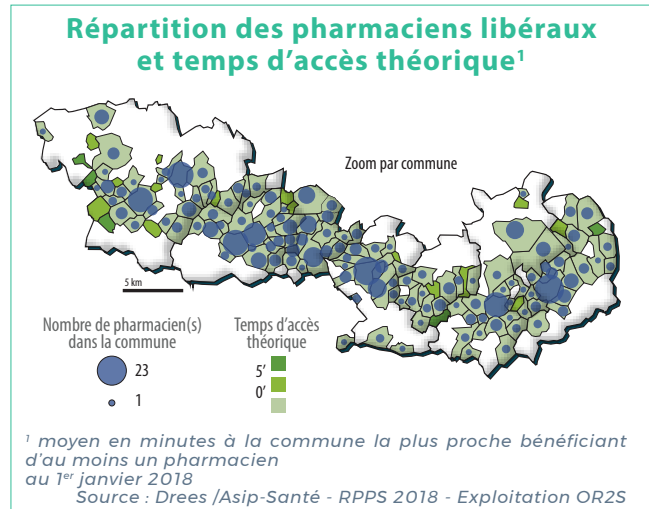 Répartition des pharmaciens libéraux
et temps d'accès théorique¹
Zoom par commune
5 km
Nombre de pharmacien(s)
dans la commune
23
1
Temps d'accès
théorique
5'
0'
¹ moyen en minutes à la commune la plus proche bénéficiant
d'au moins un pharmacien
au 1er janvier 2018
Source : Drees /Asip-Santé - RPPS 2018 - Exploitation OR2S